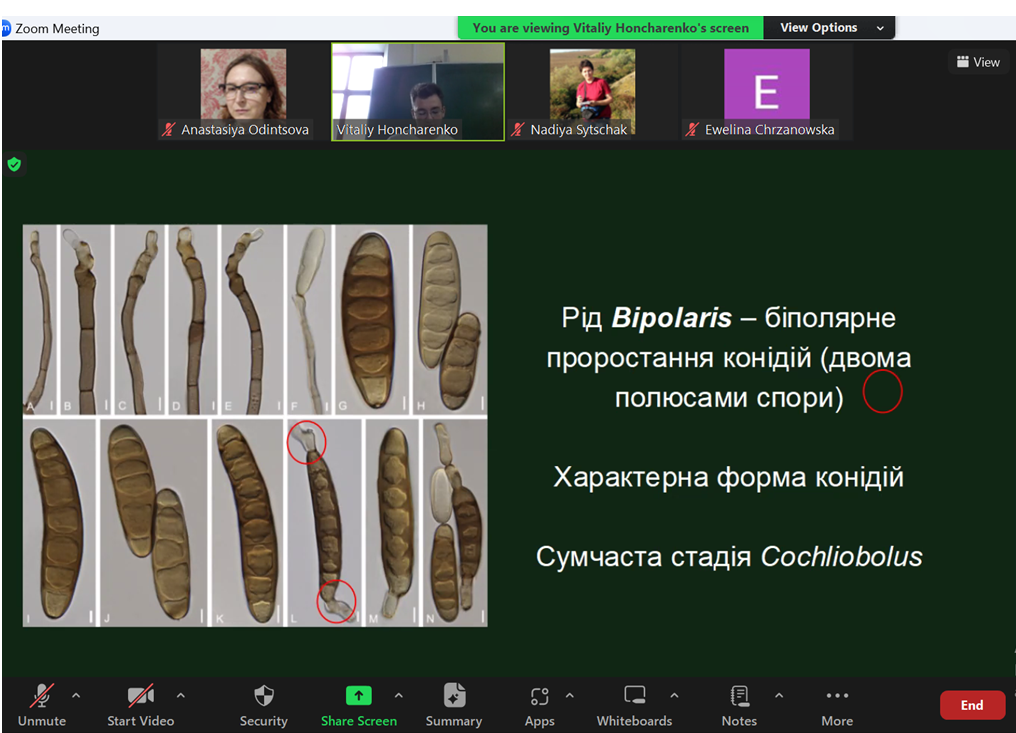 m Zoom Meeting
You are viewing Vitaliy Honcharenko's screen
View Options
Anastasiya Odintsova
Vitaliy Honcharenko
Nadiya Sytschak
E
Ewelina Chrzanowska
View
A B C D E F G H
I J K L M N
Рід Bipolaris – біполярне
проростання конідій (двома
полюсами спори)
Характерна форма конідій
Сумчаста стадія Cochliobolus
Unmute
Start Video
Security
Share Screen
Summary
Apps
Whiteboards
Notes
More
End